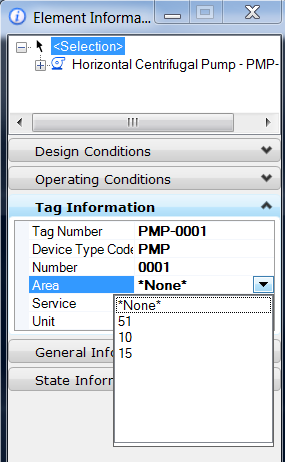 Element Informa...
<Selection>
Horizontal Centrifugal Pump - PMP-
Design Conditions
Operating Conditions
Tag Information
Tag Number PMP-0001
Device Type Code PMP
Number 0001
Area *None*
Service
Unit
*None*
51
10
15
General Info
State Inform